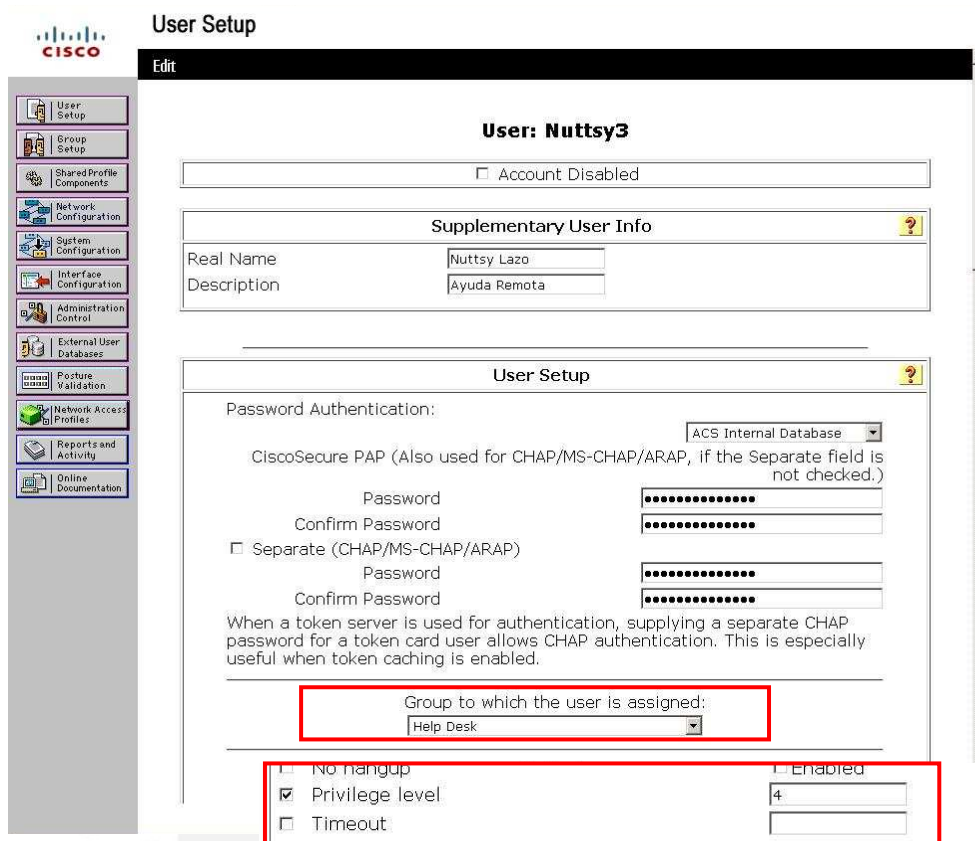 CISCO
User Setup
Edit
User Setup
Group Setup
Shared Profile Components
Network Configuration
System Configuration
Interface Configuration
Administration Control
External User Databases
Posture Validation
Network Access Profiles
Reports and Activity
Online Documentation
User: Nuttsy3
Account Disabled
Supplementary User Info ?
Real Name Nuttsy Lazo
Description Ayuda Remota
User Setup ?
Password Authentication:
ACS Internal Database
CiscoSecure PAP (Also used for CHAP/MS-CHAP/ARAP, if the Separate field is
not checked.)
Password
Confirm Password
Separate (CHAP/MS-CHAP/ARAP)
Password
Confirm Password
When a token server is used for authentication, supplying a separate CHAP
password for a token card user allows CHAP authentication. This is especially
useful when token caching is enabled.
Group to which the user is assigned:
Help Desk
No hangup Enabled
Privilege level 4
Timeout